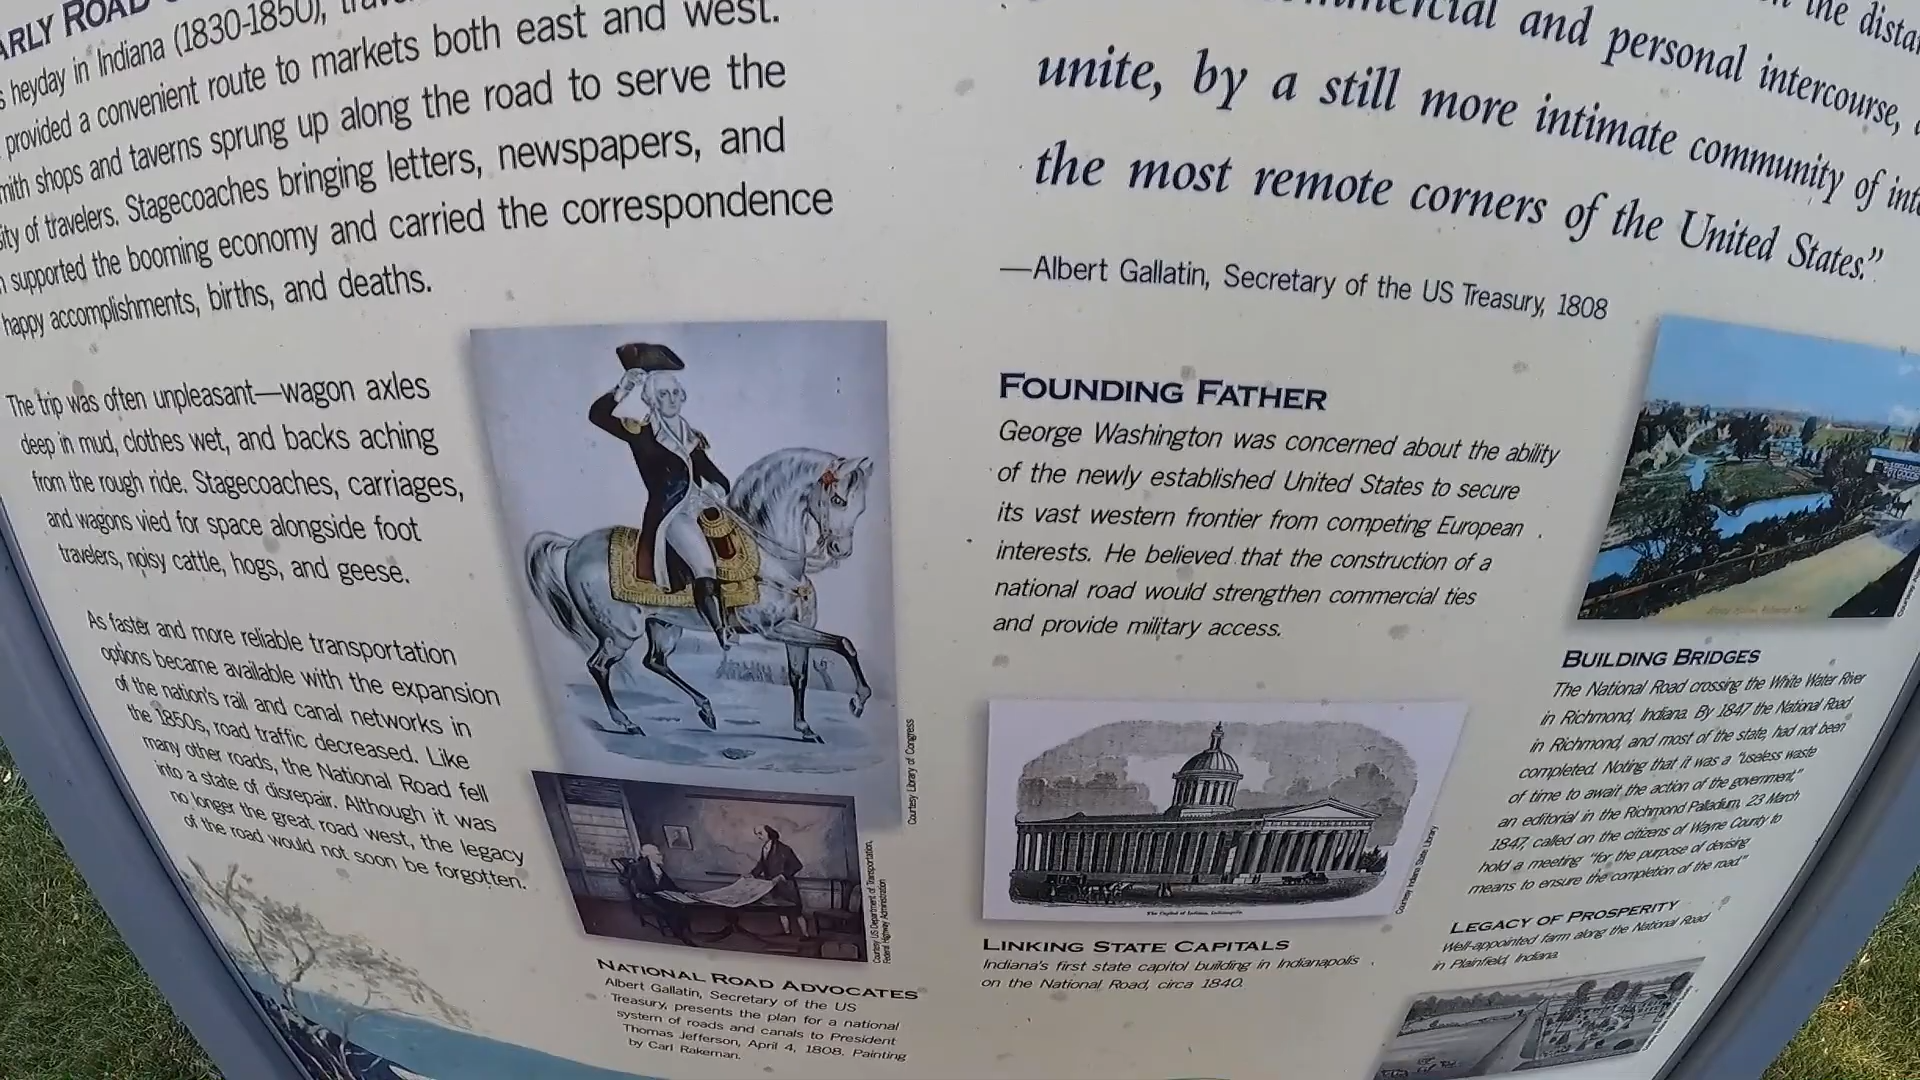 ARLY ROAD
heyday in Indiana (1830-1850),
provided a convenient route to markets both east and west.
mith shops and taverns sprung up along the road to serve the
ity of travelers. Stagecoaches bringing letters, newspapers, and
supported the booming economy and carried the correspondence
happy accomplishments, births, and deaths.
The trip was often unpleasant—wagon axles
deep in mud, clothes wet, and backs aching
from the rough ride. Stagecoaches, carriages,
and wagons vied for space alongside foot
travelers, noisy cattle, hogs, and geese.
As faster and more reliable transportation
options became available with the expansion
of the nation's rail and canal networks in
the 1850s, road traffic decreased. Like
many other roads, the National Road fell
into a state of disrepair. Although it was
no longer the great road west, the legacy
of the road would not soon be forgotten.
Courtesy Library of Congress
Courtesy US Department of Transportation,
Federal Highway Administration
NATIONAL ROAD ADVOCATES
Albert Gallatin, Secretary of the US
Treasury, presents the plan for a national
system of roads and canals to President
Thomas Jefferson, April 4, 1808. Painting
by Carl Rakeman.
the
and personal intercourse,
unite, by a still more intimate community of
the most remote corners of the United States."
—Albert Gallatin, Secretary of the US Treasury, 1808
FOUNDING FATHER
George Washington was concerned about the ability
of the newly established United States to secure
its vast western frontier from competing European
interests. He believed that the construction of a
national road would strengthen commercial ties
and provide military access.
The Capitol of Indiana, Indianapolis
Courtesy Indiana State Library
LINKING STATE CAPITALS
Indiana's first state capitol building in Indianapolis
on the National Road, circa 1840.
BUILDING BRIDGES
The National Road crossing the White Water River
in Richmond, Indiana. By 1847 the National Road
in Richmond, and most of the state, had not been
completed. Noting that it was a "useless waste
of time to await the action of the government,"
an editorial in the Richmond Palladium, 23 March
1847, called on the citizens of Wayne County to
hold a meeting "for the purpose of devising
means to ensure the completion of the road"
LEGACY OF PROSPERITY
Well-appointed farm along the National Road
in Plainfield, Indiana.